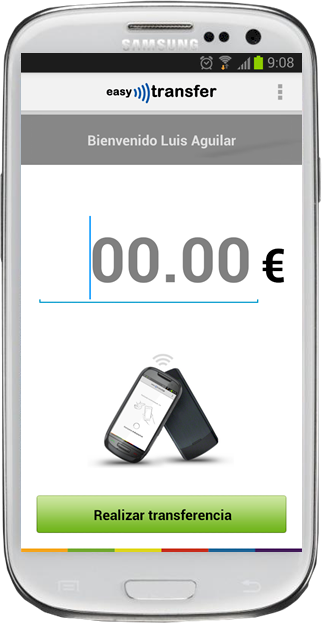 SAMSUNG
9:08
easy transfer
Bienvenido Luis Aguilar
00.00 €
Realizar transferencia